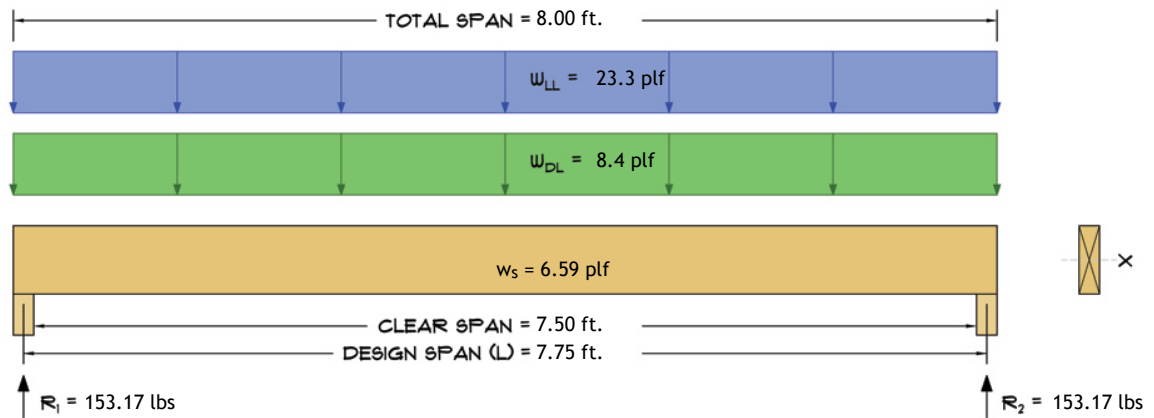 TOTAL SPAN = 8.00 ft.
wLL = 23.3 plf
wDL = 8.4 plf
ws = 6.59 plf
X
CLEAR SPAN = 7.50 ft.
DESIGN SPAN (L) = 7.75 ft.
R1 = 153.17 lbs
R2 = 153.17 lbs